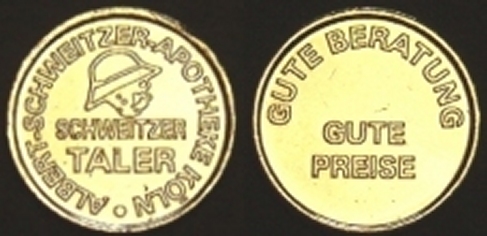 ALBERT-SCHWEITZER-APOTHEKE KÖLN
SCHWEITZER
TALER
GUTE BERATUNG
GUTE
PREISE